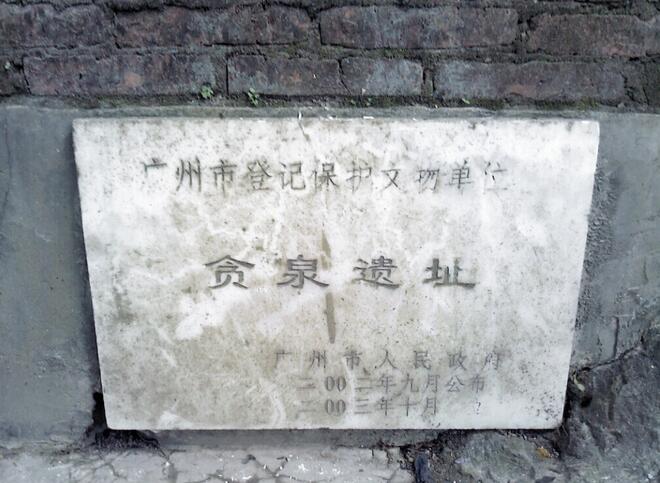 广州市登记保护文物单位
贪泉遗址
广州市人民政府
二00二年九月公布
二00三年十月